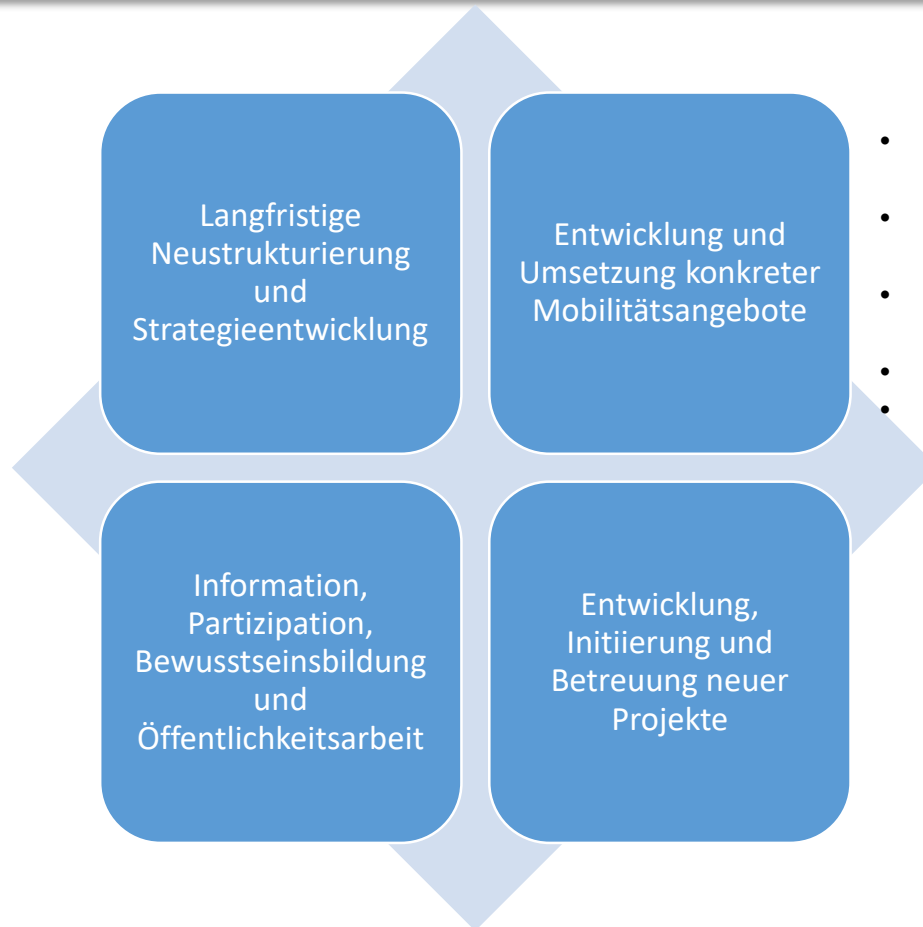 Langfristige
Neustrukturierung
und
Strategieentwicklung
Entwicklung und
Umsetzung konkreter
Mobilitätsangebote
Information,
Partizipation,
Bewusstseinsbildung
und
Öffentlichkeitsarbeit
Entwicklung,
Initiierung und
Betreuung neuer
Projekte